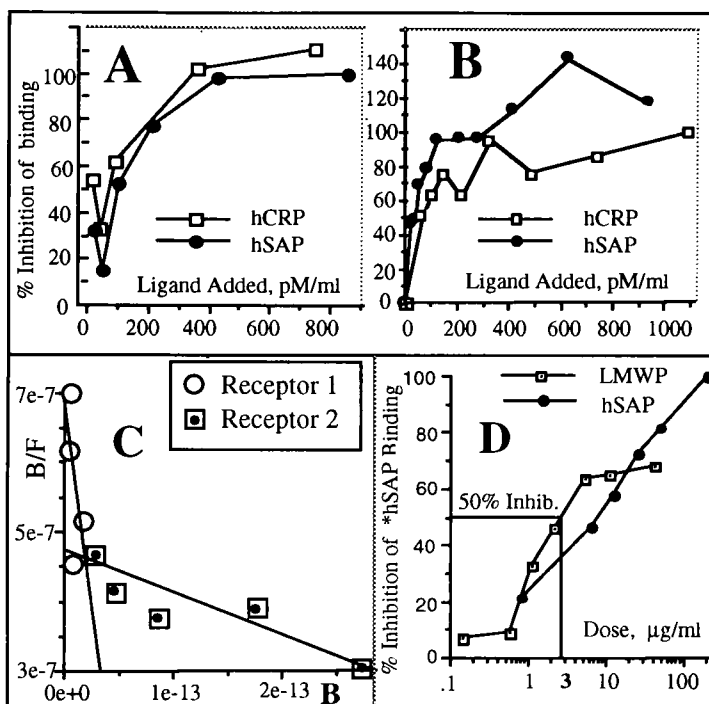 A
100
80
60
40
20
0
% Inhibition of binding
hCRP
hSAP
Ligand Added, pM/ml
0 200 400 600 800
B
140
120
100
80
60
40
20
0
hCRP
hSAP
Ligand Added, pM/ml
0 200 400 600 800 1000
C
7e-7
B/F
5e-7
3e-7
Receptor 1
Receptor 2
0e+0 1e-13 2e-13
B
D
100
80
60
40
20
0
% Inhibition of *hSAP Binding
LMWP
hSAP
50% Inhib.
Dose, µg/ml
.1 1 3 10 100